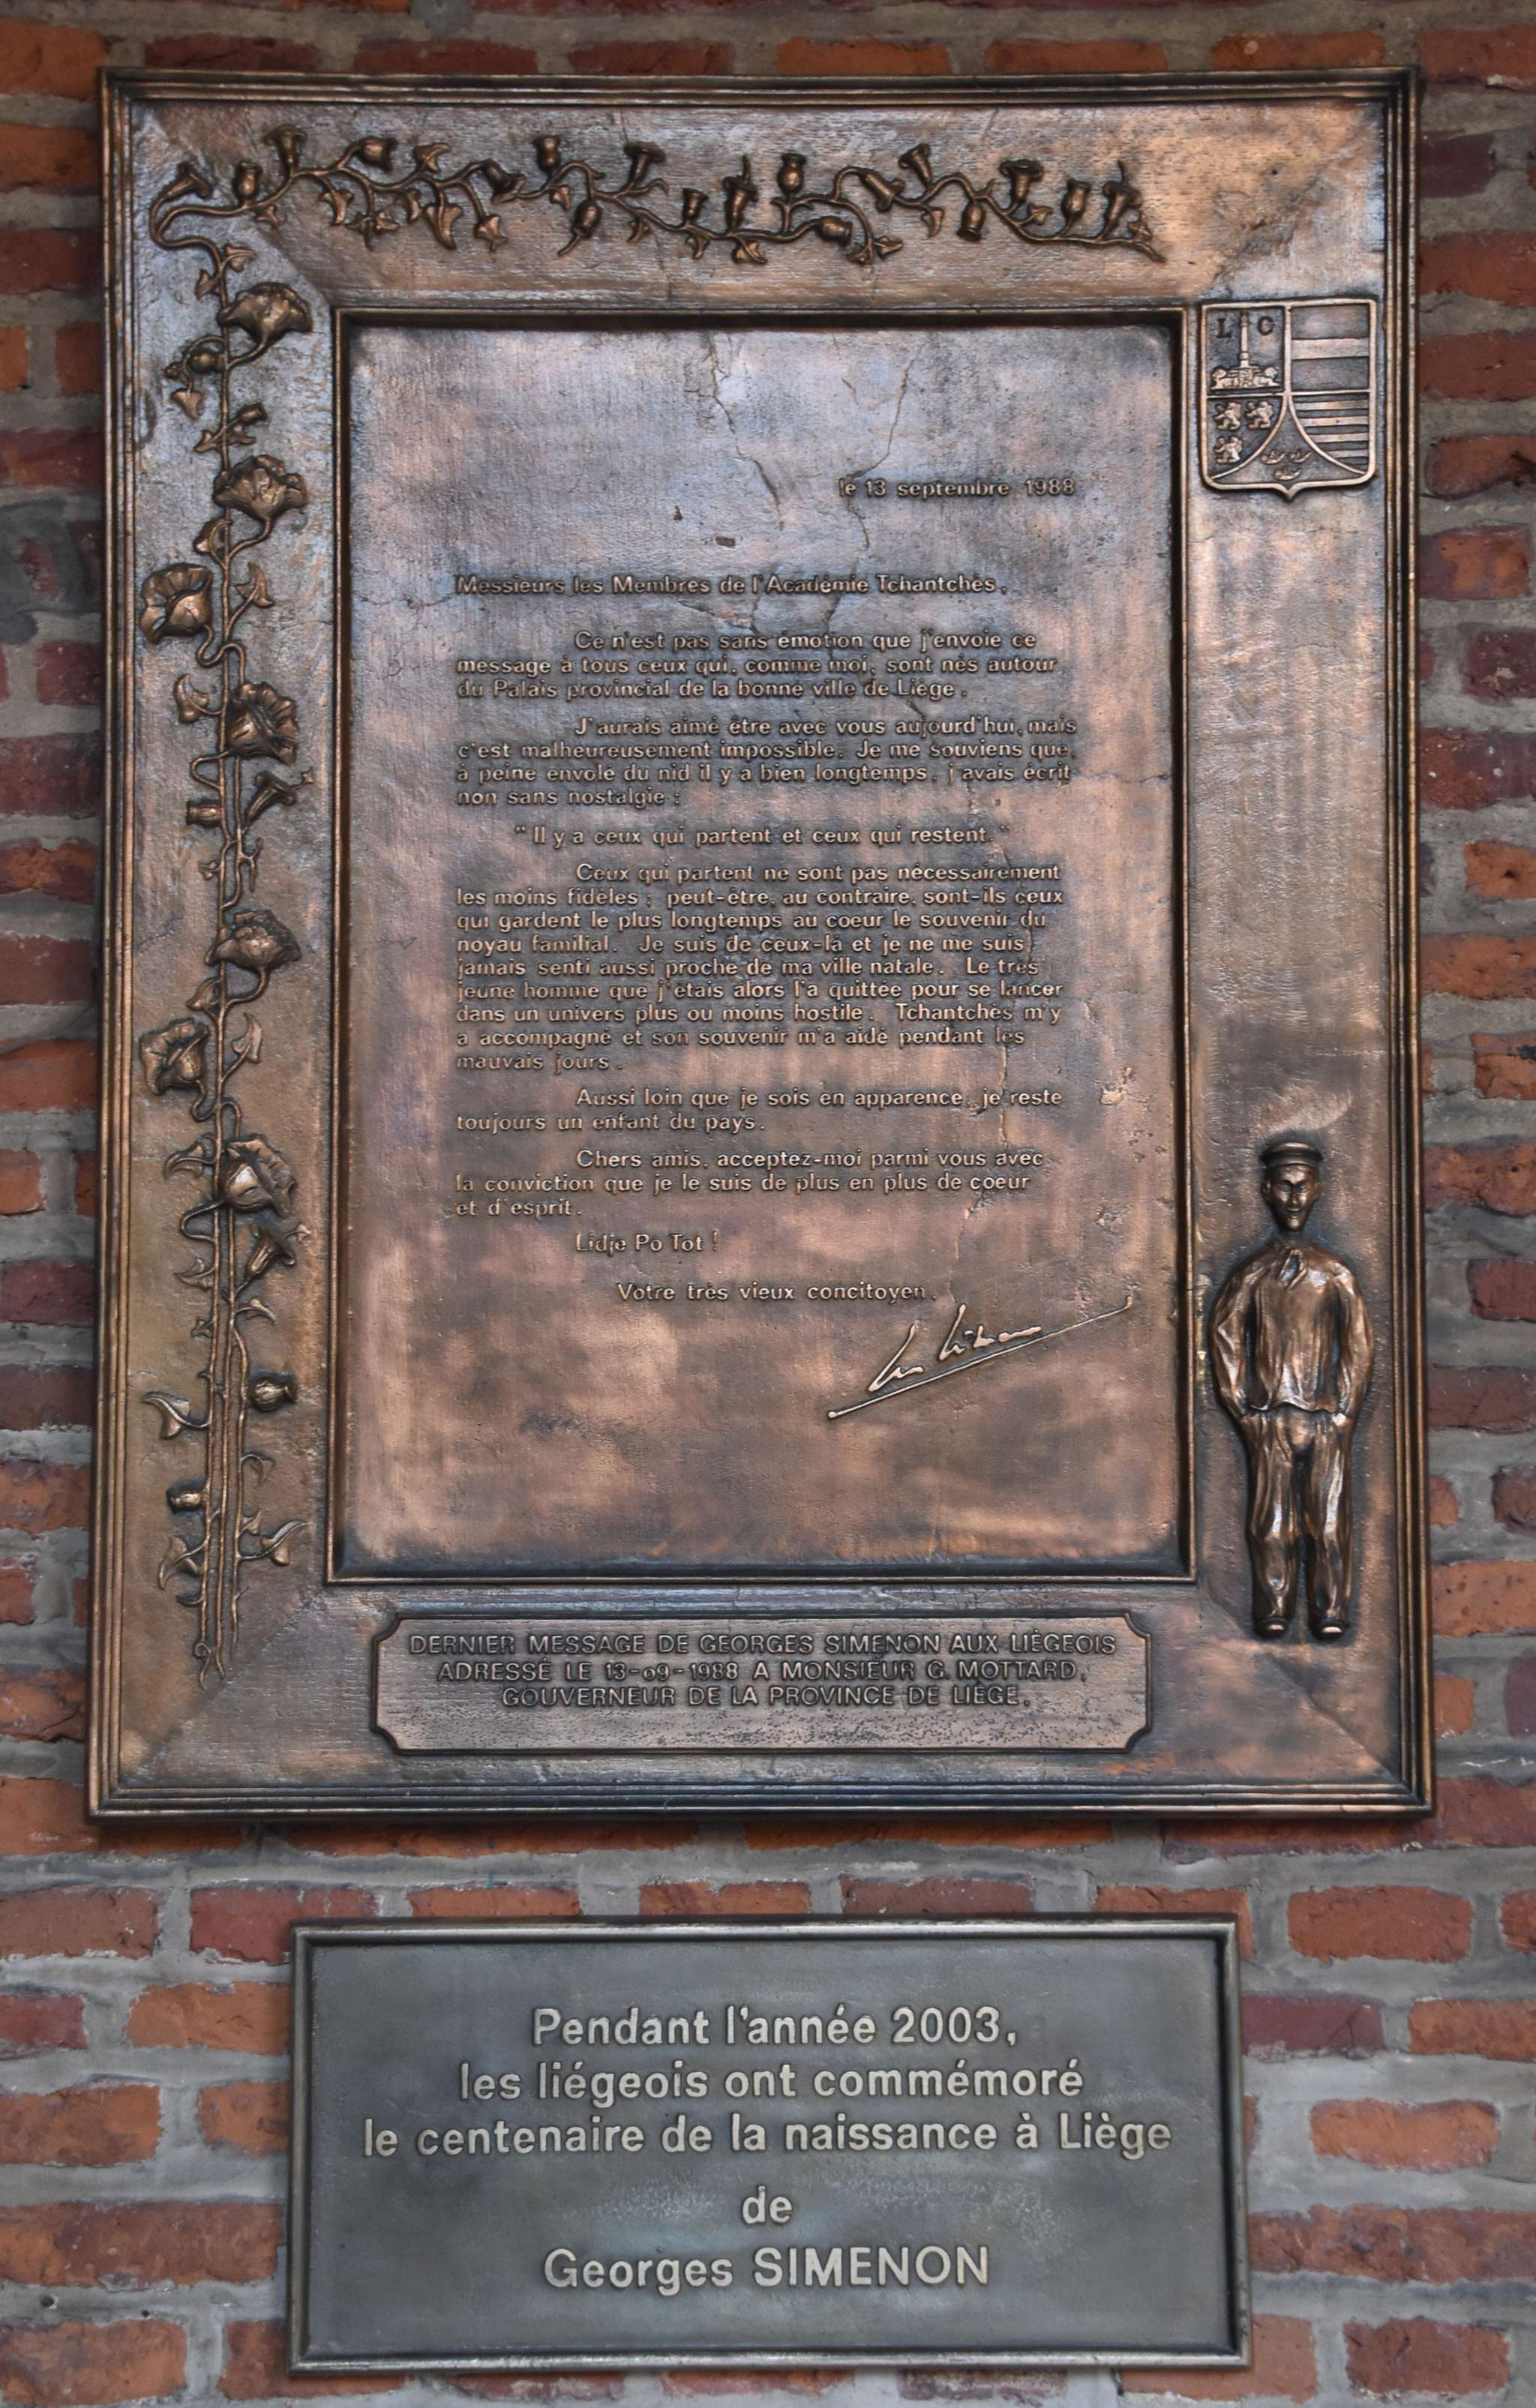 L G
le 13 septembre 1988
Messieurs les Membres de l'Académie Tchantchès,
Ce n'est pas sans émotion que j'envoie ce
message à tous ceux qui, comme moi, sont nés autour
du Palais provincial de la bonne ville de Liège.
J'aurais aimé être avec vous aujourd'hui, mais
c'est malheureusement impossible. Je me souviens que,
à peine envolé du nid il y a bien longtemps, j'avais écrit
non sans nostalgie :
" Il y a ceux qui partent et ceux qui restent. "
Ceux qui partent ne sont pas nécessairement
les moins fidèles ; peut-être, au contraire, sont-ils ceux
qui gardent le plus longtemps au coeur le souvenir du
noyau familial. Je suis de ceux-là et je ne me suis
jamais senti aussi proche de ma ville natale. Le très
jeune homme que j'étais alors l'a quittée pour se lancer
dans un univers plus ou moins hostile. Tchantchès m'y
a accompagné et son souvenir m'a aidé pendant les
mauvais jours.
Aussi loin que je sois en apparence, je reste
toujours un enfant du pays.
Chers amis, acceptez-moi parmi vous avec
la conviction que je le suis de plus en plus de coeur
et d'esprit.
Lidje Po Tot !
Votre très vieux concitoyen,
DERNIER MESSAGE DE GEORGES SIMENON AUX LIÉGEOIS
ADRESSÉ LE 13-09-1988 A MONSIEUR G. MOTTARD,
GOUVERNEUR DE LA PROVINCE DE LIÈGE.
Pendant l'année 2003,
les liégeois ont commémoré
le centenaire de la naissance à Liège
de
Georges SIMENON